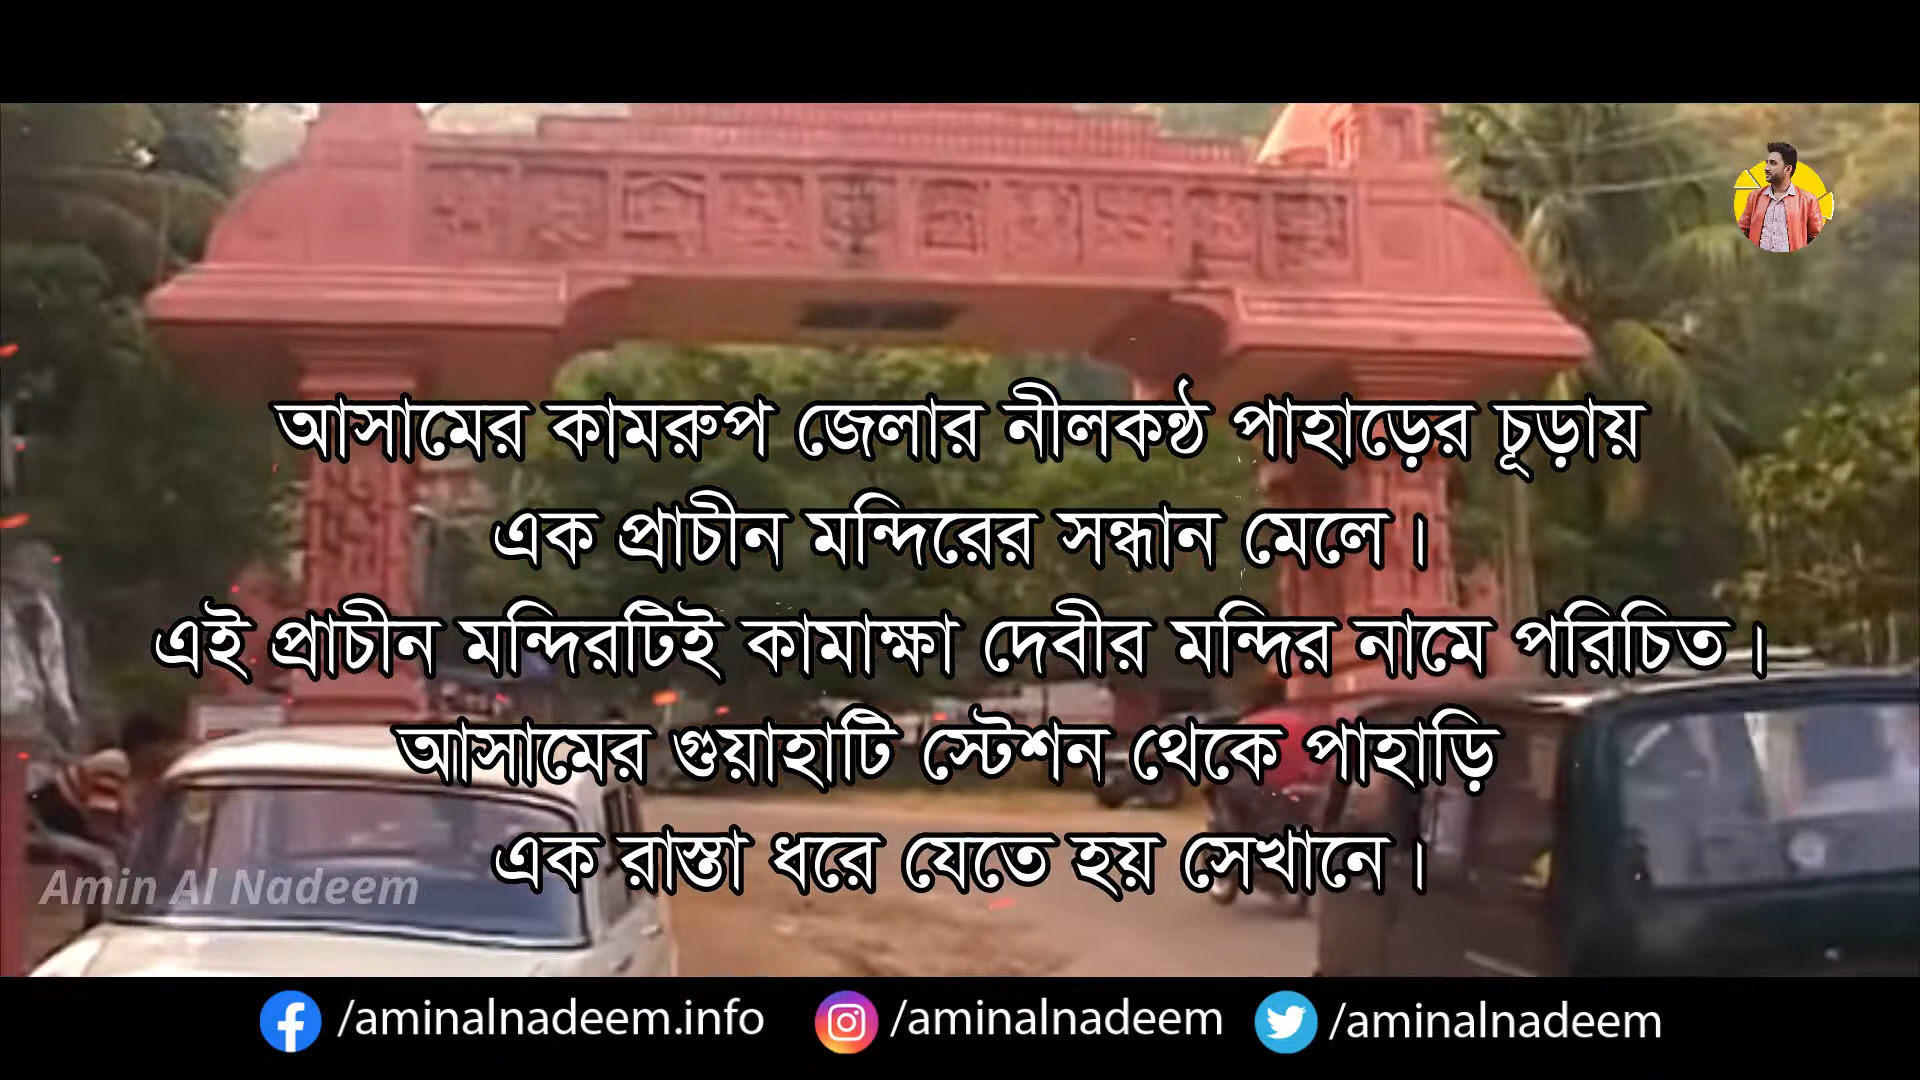 আসামের কামরুপ জেলার নীলকন্ঠ পাহাড়ের চূড়ায়
এক প্রাচীন মন্দিরের সন্ধান মেলে।
এই প্রাচীন মন্দিরটিই কামাক্ষা দেবীর মন্দির নামে পরিচিত।
আসামের গুয়াহাটি স্টেশন থেকে পাহাড়ি
এক রাস্তা ধরে যেতে হয় সেখানে।
Amin Al Nadeem
/aminalnadeem.info /aminalnadeem /aminalnadeem